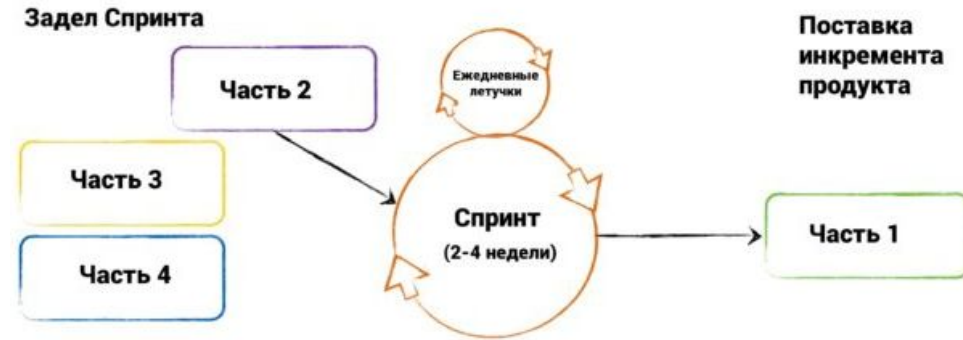 Задел Спринта
Часть 2
Часть 3
Часть 4
Ежедневные
летучки
Спринт
(2-4 недели)
Поставка
инкремента
продукта
Часть 1